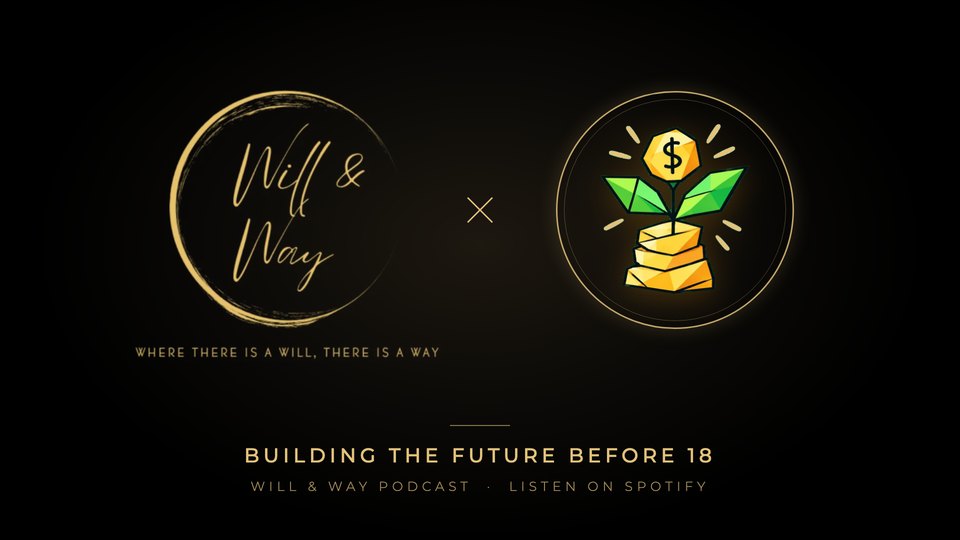 Will &
Way
WHERE THERE IS A WILL, THERE IS A WAY
×
$
BUILDING THE FUTURE BEFORE 18
WILL & WAY PODCAST · LISTEN ON SPOTIFY